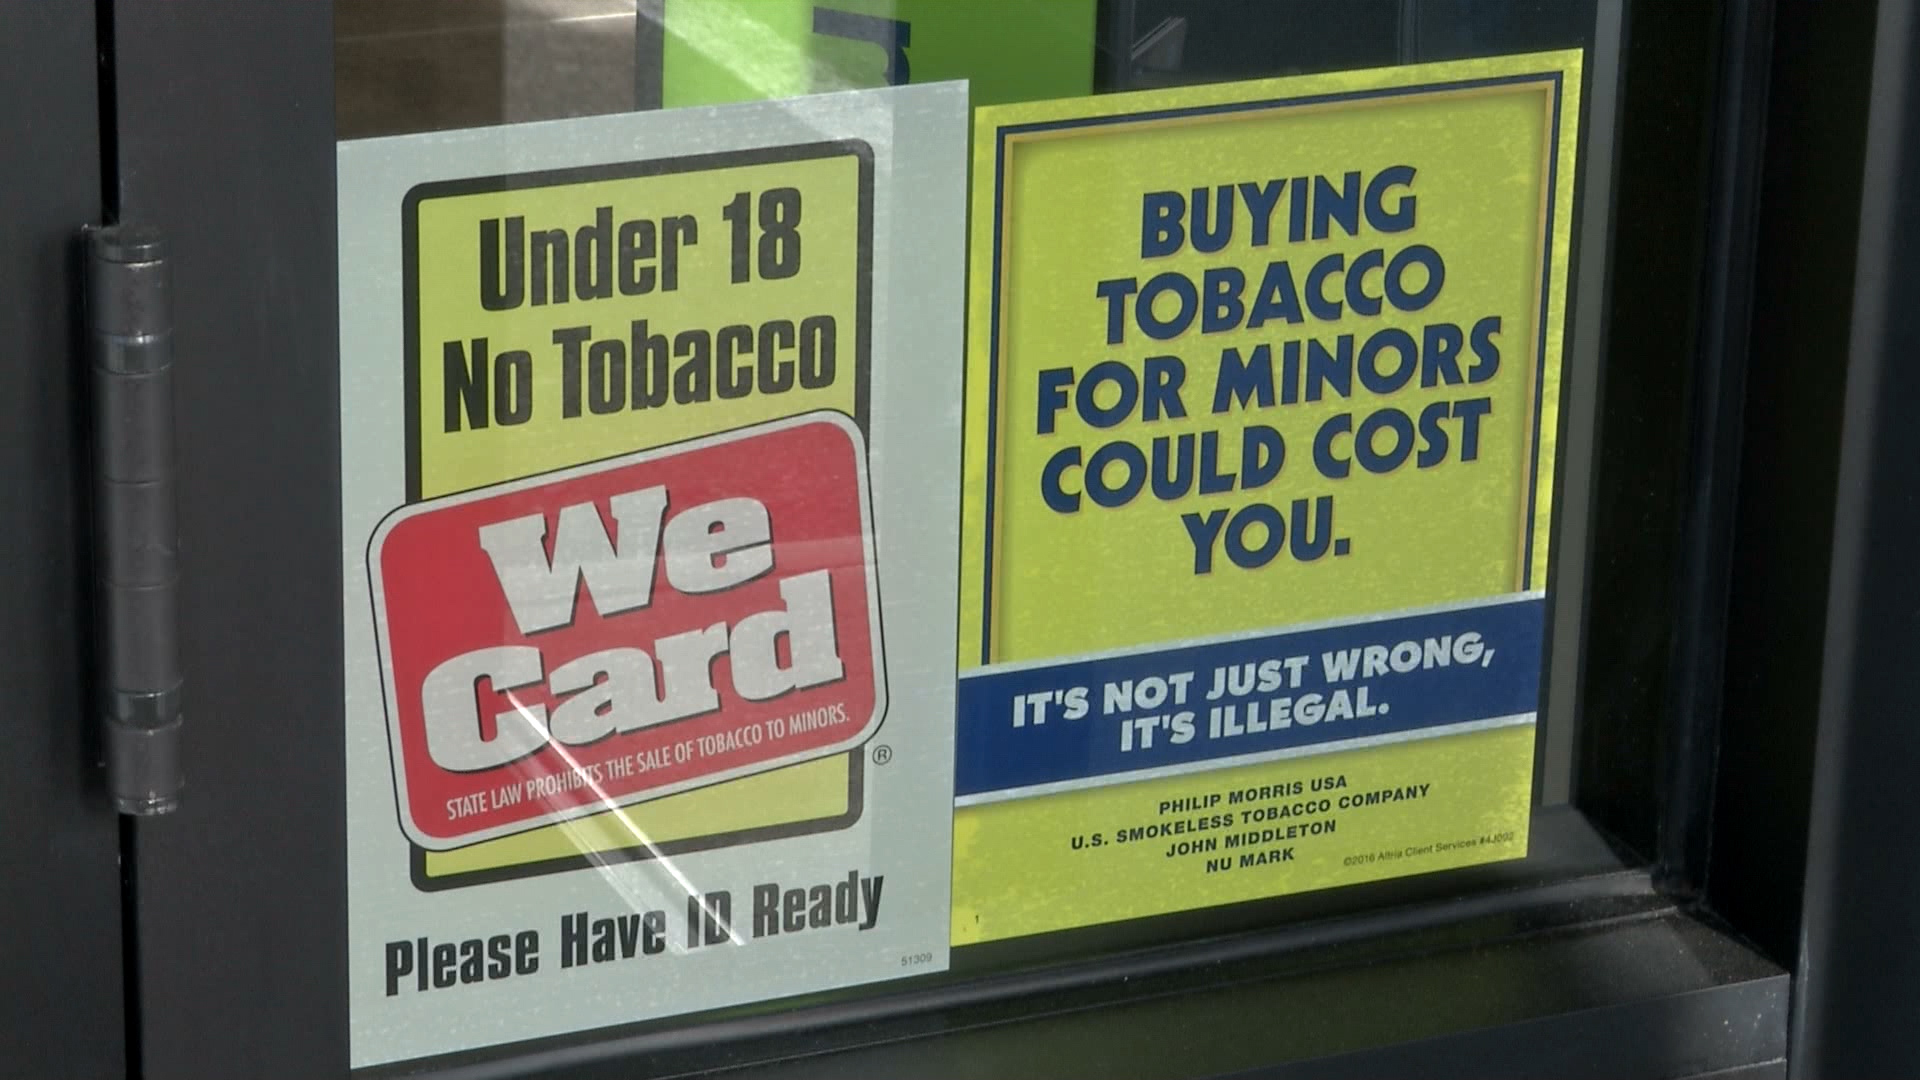 Under 18
No Tobacco
We
Card
STATE LAW PROHIBITS THE SALE OF TOBACCO TO MINORS.
®
Please Have ID Ready
51309
BUYING
TOBACCO
FOR MINORS
COULD COST
YOU.
IT'S NOT JUST WRONG,
IT'S ILLEGAL.
PHILIP MORRIS USA
U.S. SMOKELESS TOBACCO COMPANY
JOHN MIDDLETON
NU MARK
©2016 Altria Client Services
1